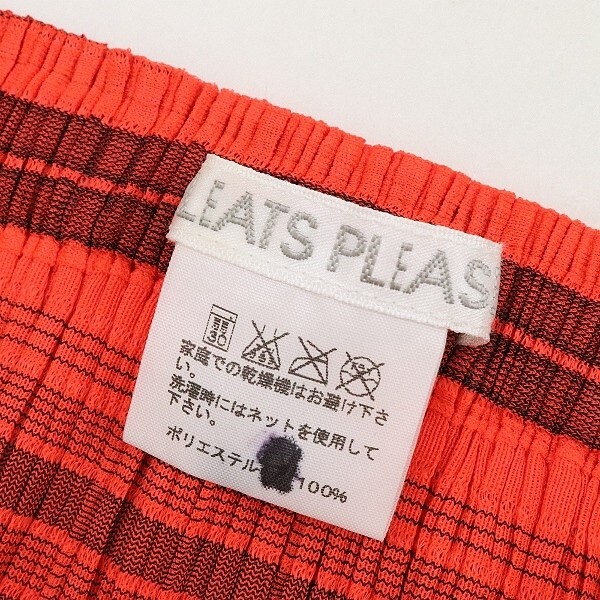 LEATS PLEAS
30
家庭での乾燥機はお避け下さ
い。
洗濯時にはネットを使用して
下さい。
ポリエステル 100%